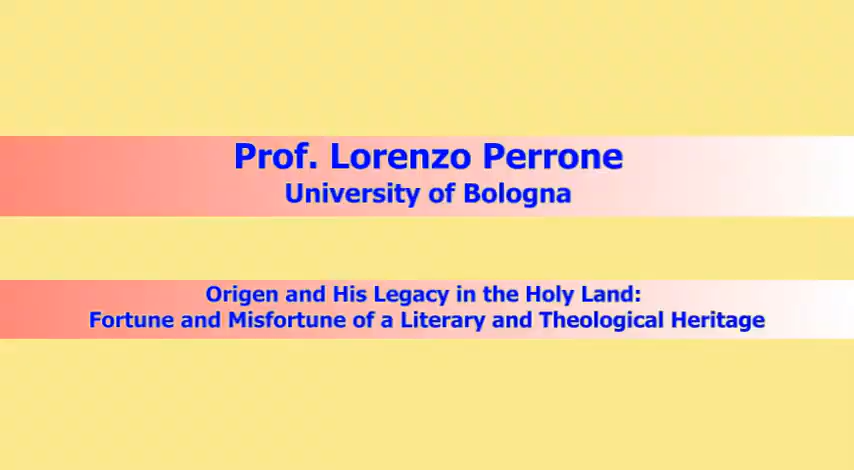 Prof. Lorenzo Perrone
University of Bologna
Origen and His Legacy in the Holy Land:
Fortune and Misfortune of a Literary and Theological Heritage